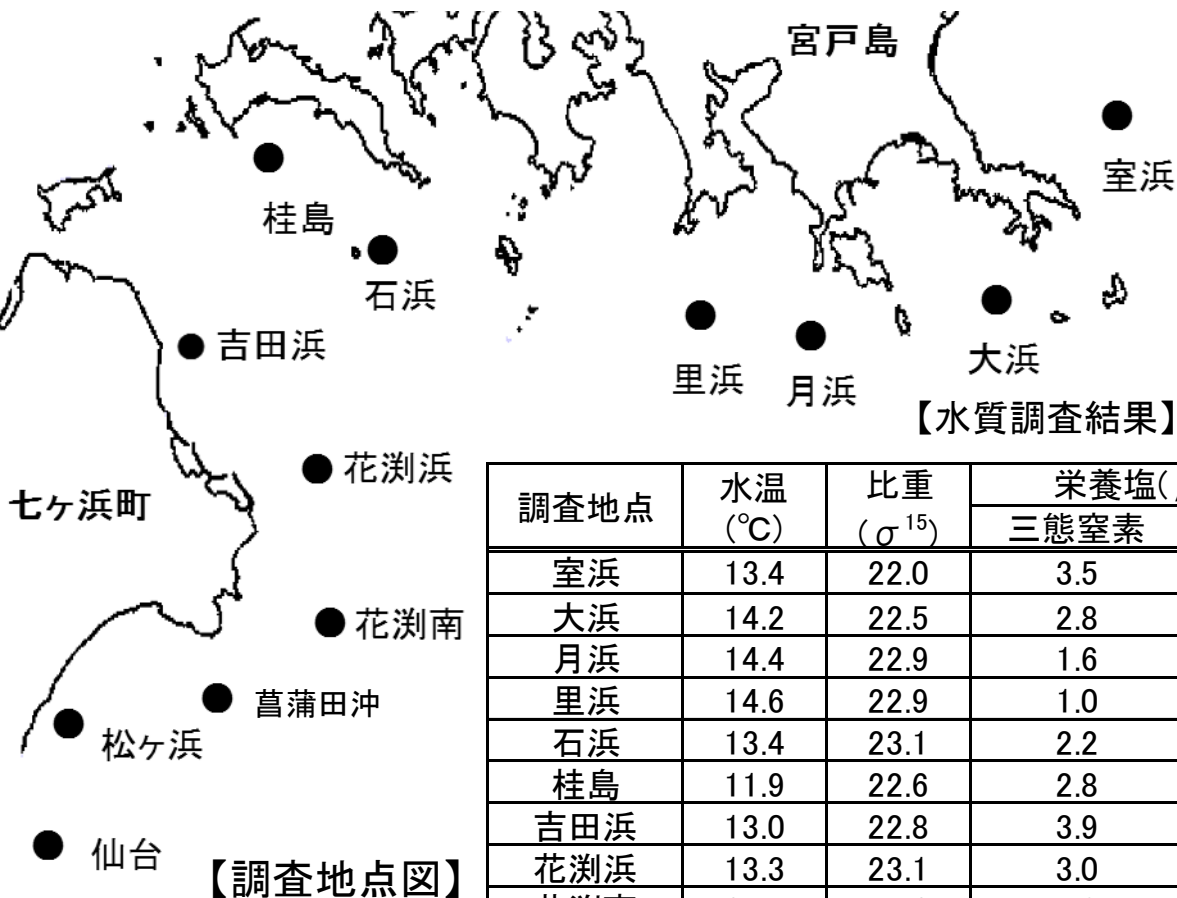 宮戸島
室浜
桂島
石浜
吉田浜
里浜
月浜
大浜
花渕浜
七ヶ浜町
花渕南
菖蒲田沖
松ヶ浜
仙台
【調査地点図】
【水質調査結果】
調査地点 水温(℃) 比重(σ15) 栄養塩(
三態窒素
室浜 13.4 22.0 3.5
大浜 14.2 22.5 2.8
月浜 14.4 22.9 1.6
里浜 14.6 22.9 1.0
石浜 13.4 23.1 2.2
桂島 11.9 22.6 2.8
吉田浜 13.0 22.8 3.9
花渕浜 13.3 23.1 3.0